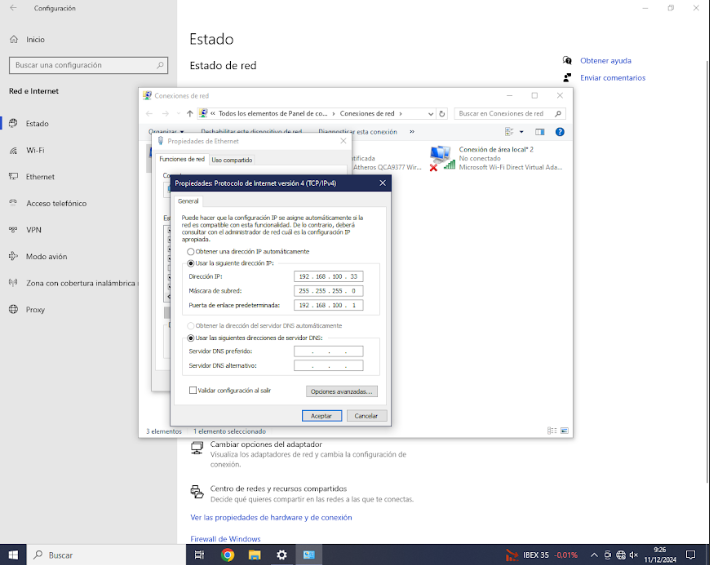 Configuración
Inicio
Buscar una configuración
Red e Internet
Estado
Wi-Fi
Ethernet
Acceso telefónico
VPN
Modo avión
Zona con cobertura inalámbrica
Proxy
Estado
Estado de red
Obtener ayuda
Enviar comentarios
Conexiones de red
« Todos los elementos de Panel de co... › Conexiones de red ›
Buscar en Conexiones de red
Organizar
Deshabilitar este dispositivo de red
Diagnosticar esta conexión
»
Conexión de área local* 2
No conectado
Microsoft Wi-Fi Direct Virtual Ada...
Atheros QCA9377 Wir...
Propiedades de Ethernet
Funciones de red
Uso compartido
Propiedades: Protocolo de Internet versión 4 (TCP/IPv4)
General
Puede hacer que la configuración IP se asigne automáticamente si la
red es compatible con esta funcionalidad. De lo contrario, deberá
consultar con el administrador de red cuál es la configuración IP
apropiada.
Obtener una dirección IP automáticamente
Usar la siguiente dirección IP:
Dirección IP: 192 . 168 . 100 . 33
Máscara de subred: 255 . 255 . 255 . 0
Puerta de enlace predeterminada: 192 . 168 . 100 . 1
Obtener la dirección del servidor DNS automáticamente
Usar las siguientes direcciones de servidor DNS:
Servidor DNS preferido: . . .
Servidor DNS alternativo: . . .
Validar configuración al salir
Opciones avanzadas...
Aceptar
Cancelar
3 elementos
1 elemento seleccionado
Cambiar opciones del adaptador
Visualiza los adaptadores de red y cambia la configuración de
conexión.
Centro de redes y recursos compartidos
Decide qué quieres compartir en las redes a las que te conectas.
Ver las propiedades de hardware y de conexión
Firewall de Windows
Buscar
IBEX 35 -0,01%
9:26
11/12/2024